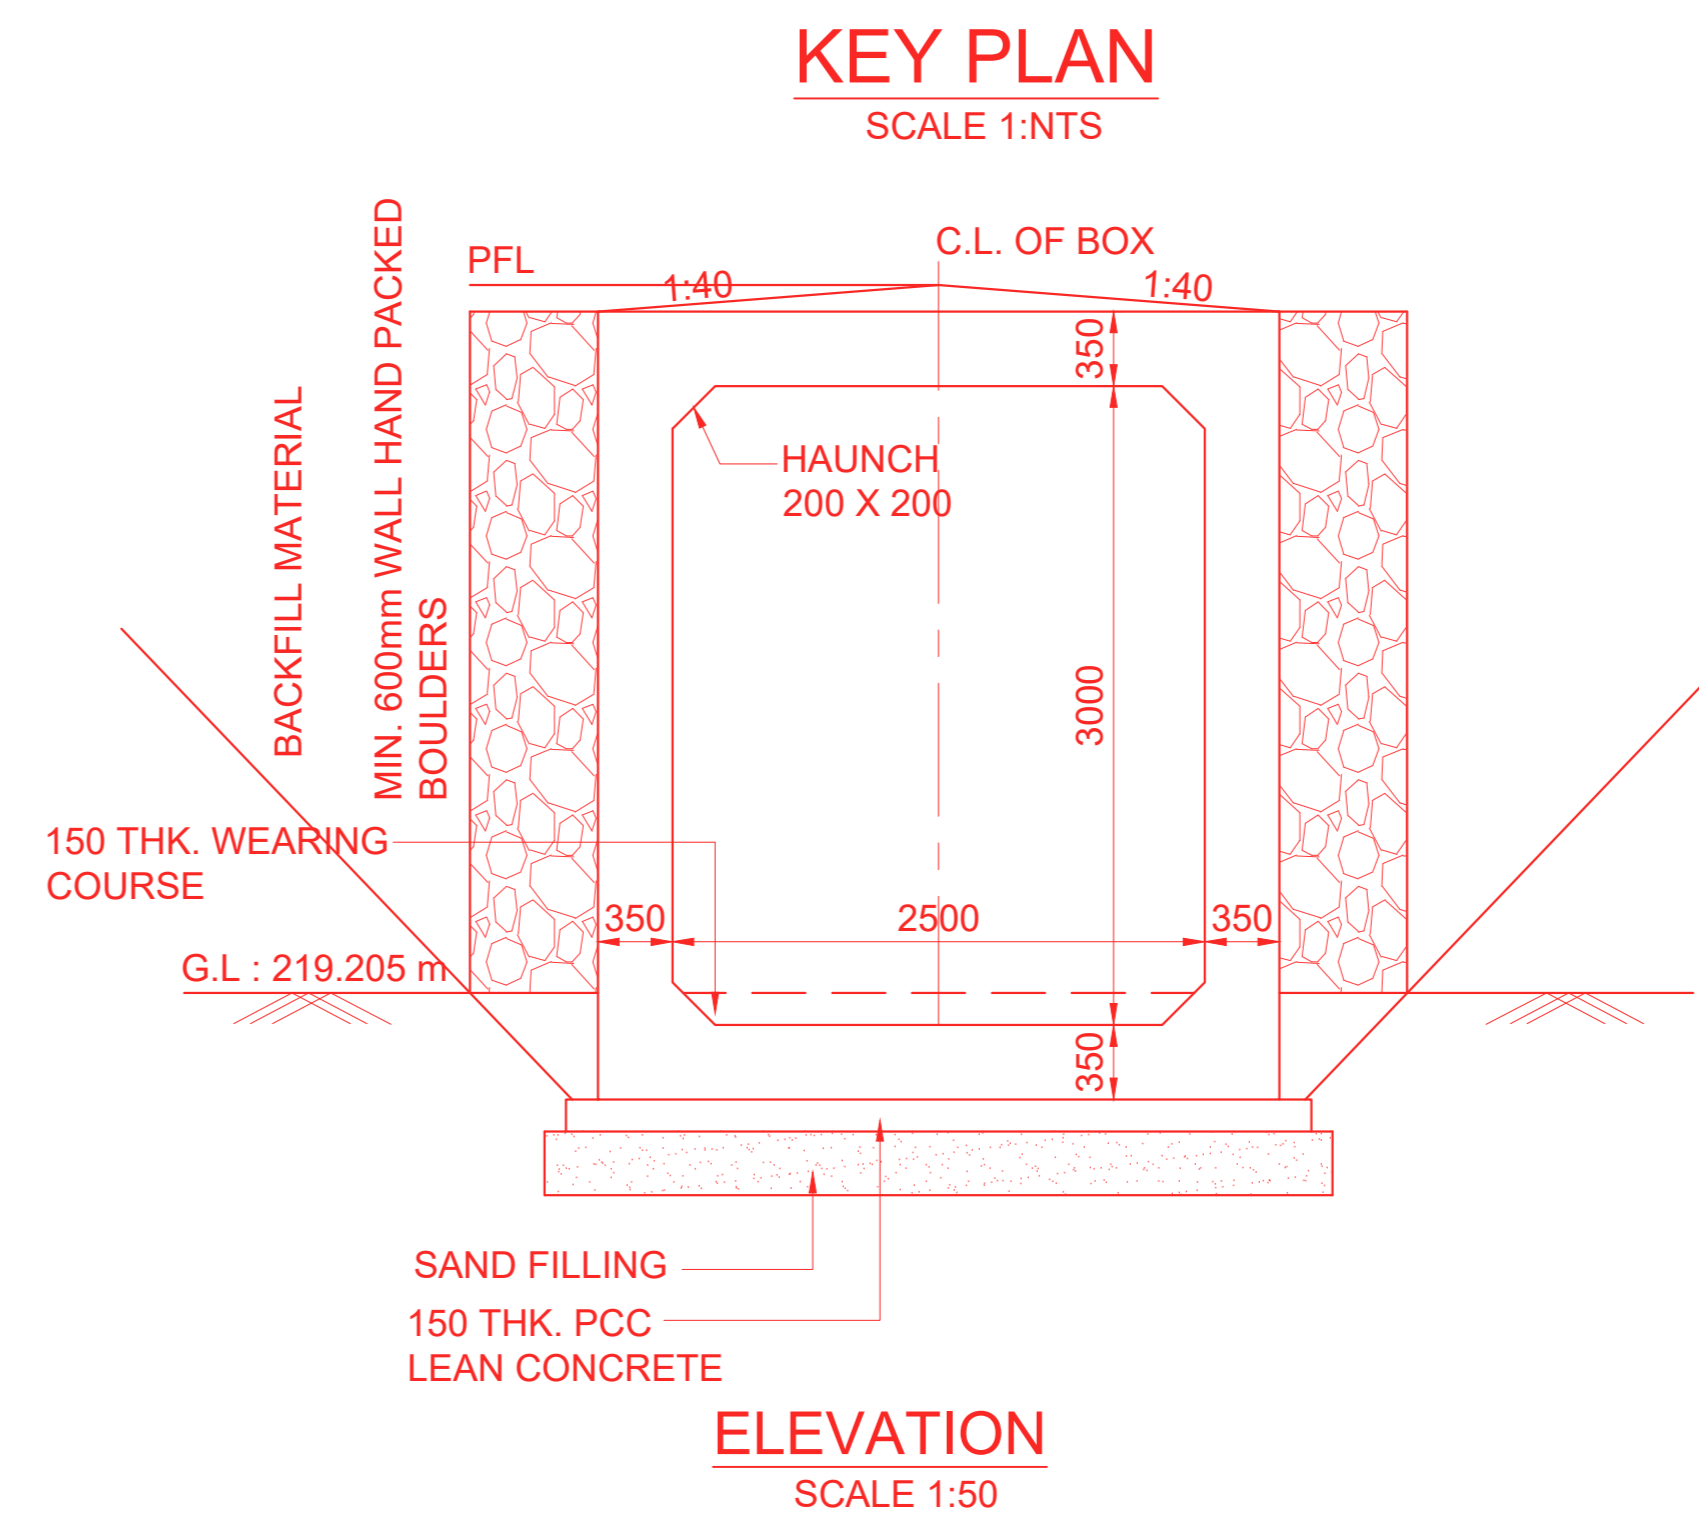 KEY PLAN
SCALE 1:NTS
PFL
C.L. OF BOX
1:40
1:40
350
BACKFILL MATERIAL
MIN. 600mm WALL HAND PACKED
BOULDERS
HAUNCH
200 X 200
3000
150 THK. WEARING
COURSE
350
2500
350
G.L : 219.205 m
350
SAND FILLING
150 THK. PCC
LEAN CONCRETE
ELEVATION
SCALE 1:50